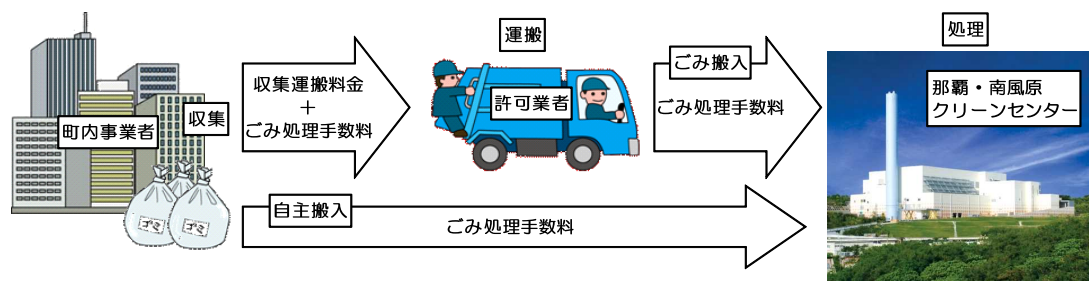 町内事業者
収集
ゴミ
ゴミ
収集運搬料金
+
ごみ処理手数料
運搬
許可業者
ごみ搬入
ごみ処理手数料
処理
那覇・南風原
クリーンセンター
自主搬入
ごみ処理手数料